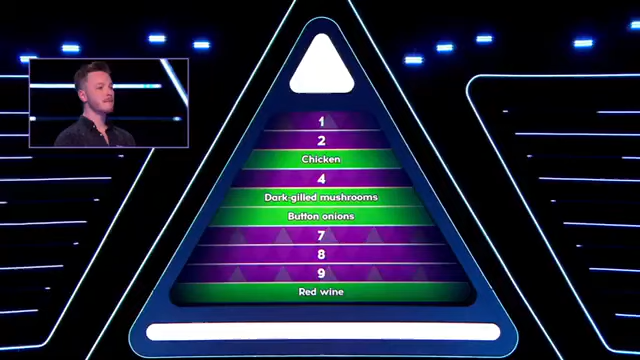 1
2
Chicken
4
Dark-gilled mushrooms
Button onions
7
8
9
Red wine